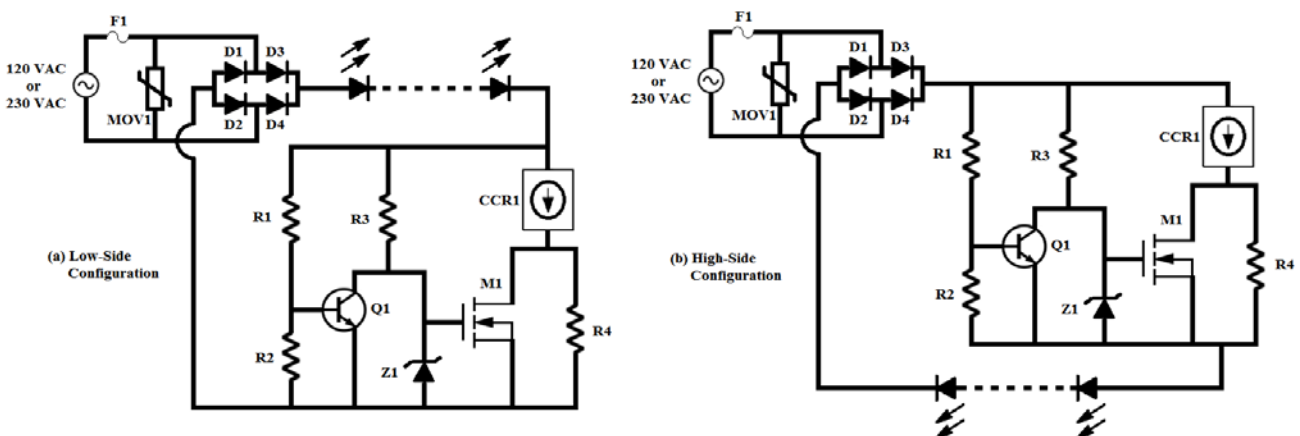 F1
D1 D3
120 VAC
or
230 VAC
MOV1
D2 D4
CCR1
R1
R3
(a) Low-Side
Configuration
M1
Q1
R4
R2
Z1
F1
D1 D3
120 VAC
or
230 VAC
MOV1
D2 D4
CCR1
R1
R3
M1
(b) High-Side
Configuration
Q1
R4
R2
Z1